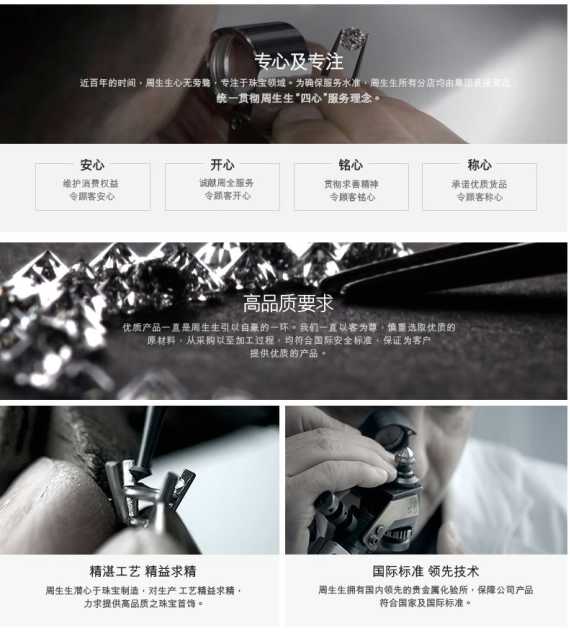 专心及专注
近百年的时间，周生生心无旁骛，专注于珠宝领域。为确保服务水准，周生生所有分店均由集团
统一贯彻周生生“四心”服务理念。
安心
维护消费权益
令顾客安心
开心
诚献周全服务
令顾客开心
铭心
贯彻求善精神
令顾客铭心
称心
承诺优质货品
令顾客称心
高品质要求
优质产品一直是周生生引以自豪的一环。我们一直以客为尊，慎重选取优质的
原材料，从采购以至加工过程，均符合国际安全标准，保证为客户
提供优质的产品。
精湛工艺 精益求精
周生生潜心于珠宝制造，对生产 工艺精益求精，
力求提供高品质之珠宝首饰。
国际标准 领先技术
周生生拥有国内领先的贵金属化验所，保障公司产品
符合国家及国际标准。